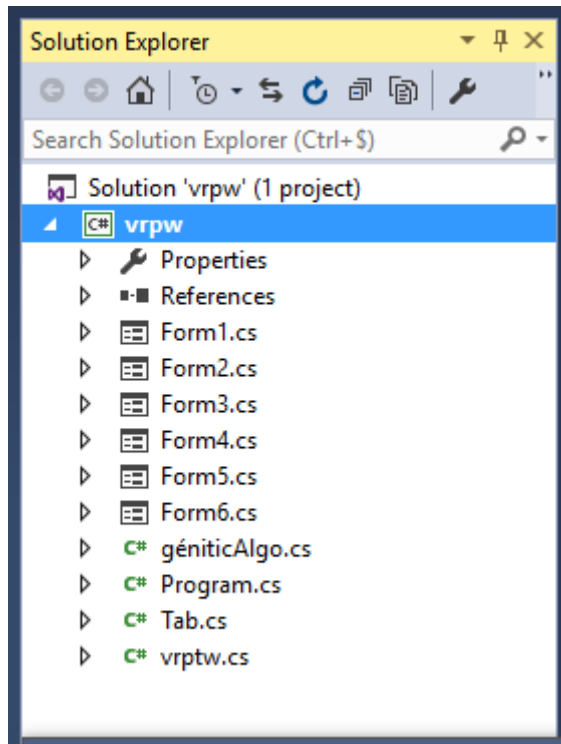 Solution Explorer
Search Solution Explorer (Ctrl+$)
Solution 'vrpw' (1 project)
C# vrpw
Properties
References
Form1.cs
Form2.cs
Form3.cs
Form4.cs
Form5.cs
Form6.cs
C# géniticAlgo.cs
C# Program.cs
C# Tab.cs
C# vrptw.cs